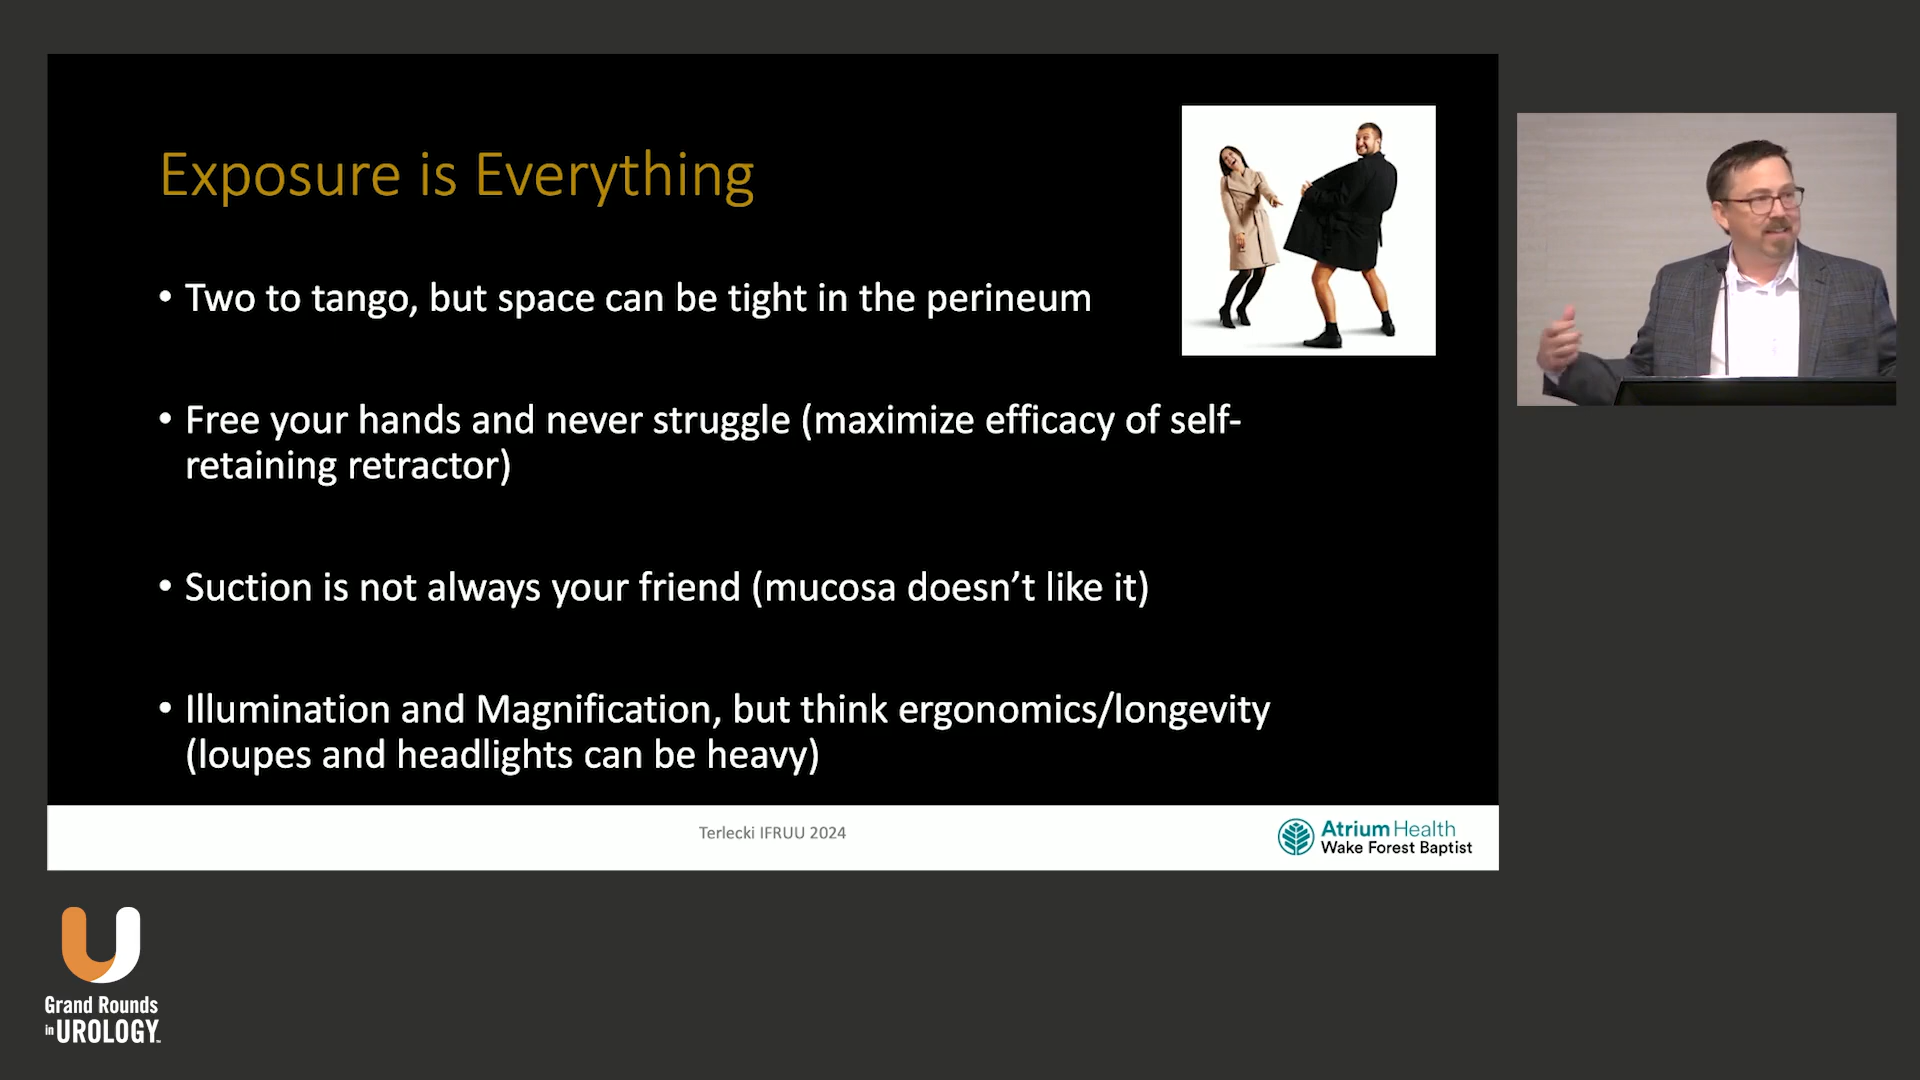 Exposure is Everything
• Two to tango, but space can be tight in the perineum
• Free your hands and never struggle (maximize efficacy of self-
retaining retractor)
• Suction is not always your friend (mucosa doesn’t like it)
• Illumination and Magnification, but think ergonomics/longevity
(loupes and headlights can be heavy)
Terlecki IFRUU 2024
Atrium Health
Wake Forest Baptist
Grand Rounds
in UROLOGY™